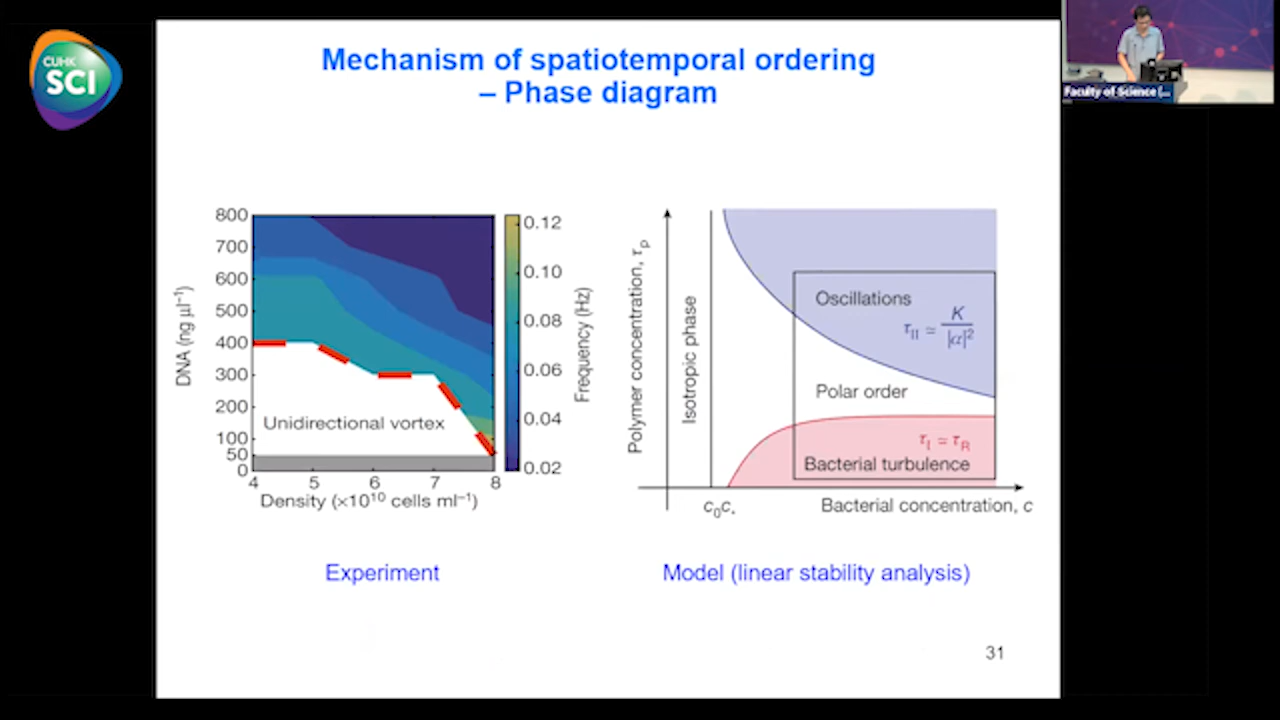 CUHK
SCI
Faculty of Science (...
Mechanism of spatiotemporal ordering
– Phase diagram
DNA (ng μl⁻¹)
800
700
600
500
400
300
200
100
50
0
Unidirectional vortex
4 5 6 7 8
Density (×10¹⁰ cells ml⁻¹)
0.12
0.10
0.08
0.06
0.04
0.02
Frequency (Hz)
Experiment
Polymer concentration, τₚ
Isotropic phase
Oscillations
τ_II ≃ K/|α|²
Polar order
τ_I ≃ τ_R
Bacterial turbulence
c₀c*
Bacterial concentration, c
Model (linear stability analysis)
31